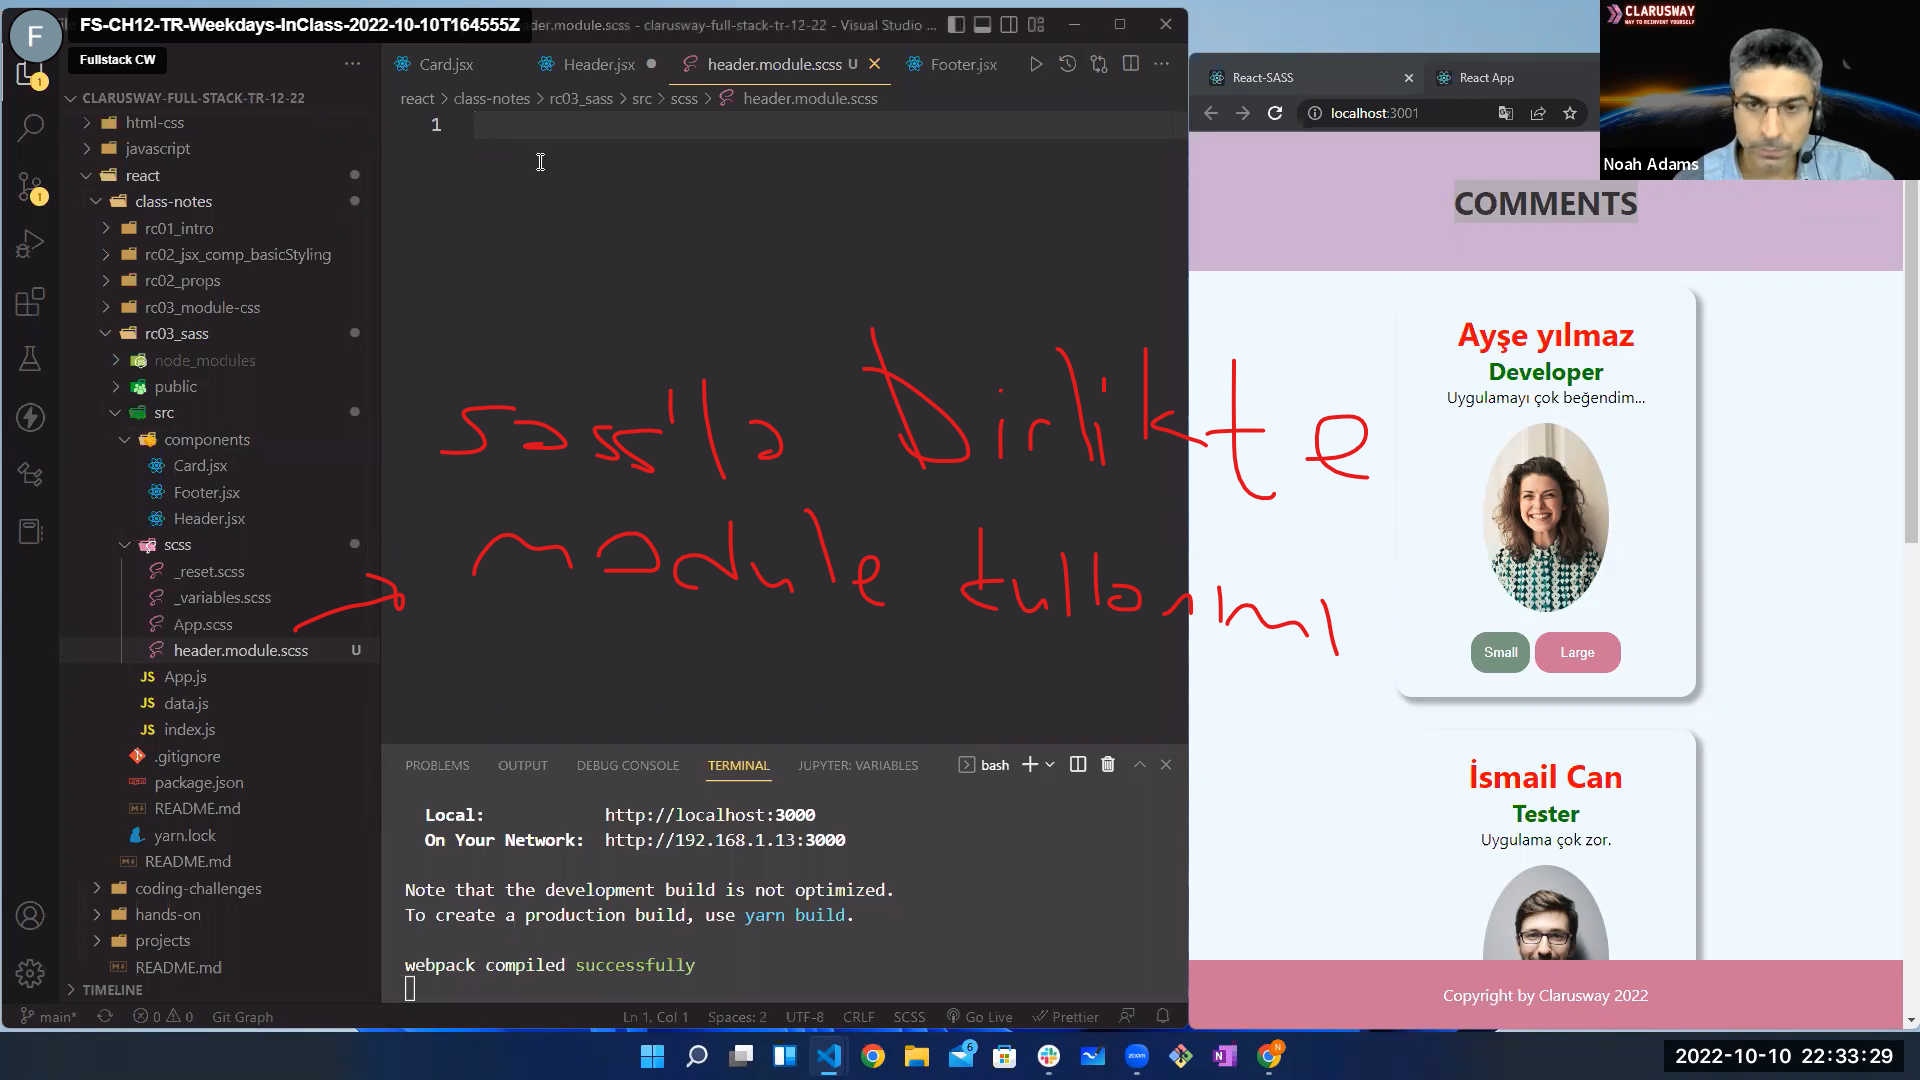 FS-CH12-TR-Weekdays-InClass-2022-10-10T164555Z
F
Fullstack CW
header.module.scss - clarusway-full-stack-tr-12-22 - Visual Studio ...
Card.jsx
Header.jsx
header.module.scss U
Footer.jsx
react > class-notes > rc03_sass > src > scss > header.module.scss
1
CLARUSWAY-FULL-STACK-TR-12-22
html-css
javascript
react
class-notes
rc01_intro
rc02_jsx_comp_basicStyling
rc02_props
rc03_module-css
rc03_sass
node_modules
public
src
components
Card.jsx
Footer.jsx
Header.jsx
scss
_reset.scss
_variables.scss
App.scss
header.module.scss U
App.js
data.js
index.js
.gitignore
package.json
README.md
yarn.lock
README.md
coding-challenges
hands-on
projects
README.md
TIMELINE
sass'la birlikte
module kullanımı
PROBLEMS OUTPUT DEBUG CONSOLE TERMINAL JUPYTER: VARIABLES
bash
Local: http://localhost:3000
On Your Network: http://192.168.1.13:3000
Note that the development build is not optimized.
To create a production build, use yarn build.
webpack compiled successfully
main* 0 0 Git Graph
Ln 1, Col 1 Spaces: 2 UTF-8 CRLF SCSS Go Live Prettier
React-SASS
React App
localhost:3001
CLARUSWAY
WAY TO REINVENT YOURSELF
Noah Adams
COMMENTS
Ayşe yılmaz
Developer
Uygulamayı çok beğendim...
Small
Large
İsmail Can
Tester
Uygulama çok zor.
Copyright by Clarusway 2022
2022-10-10 22:33:29